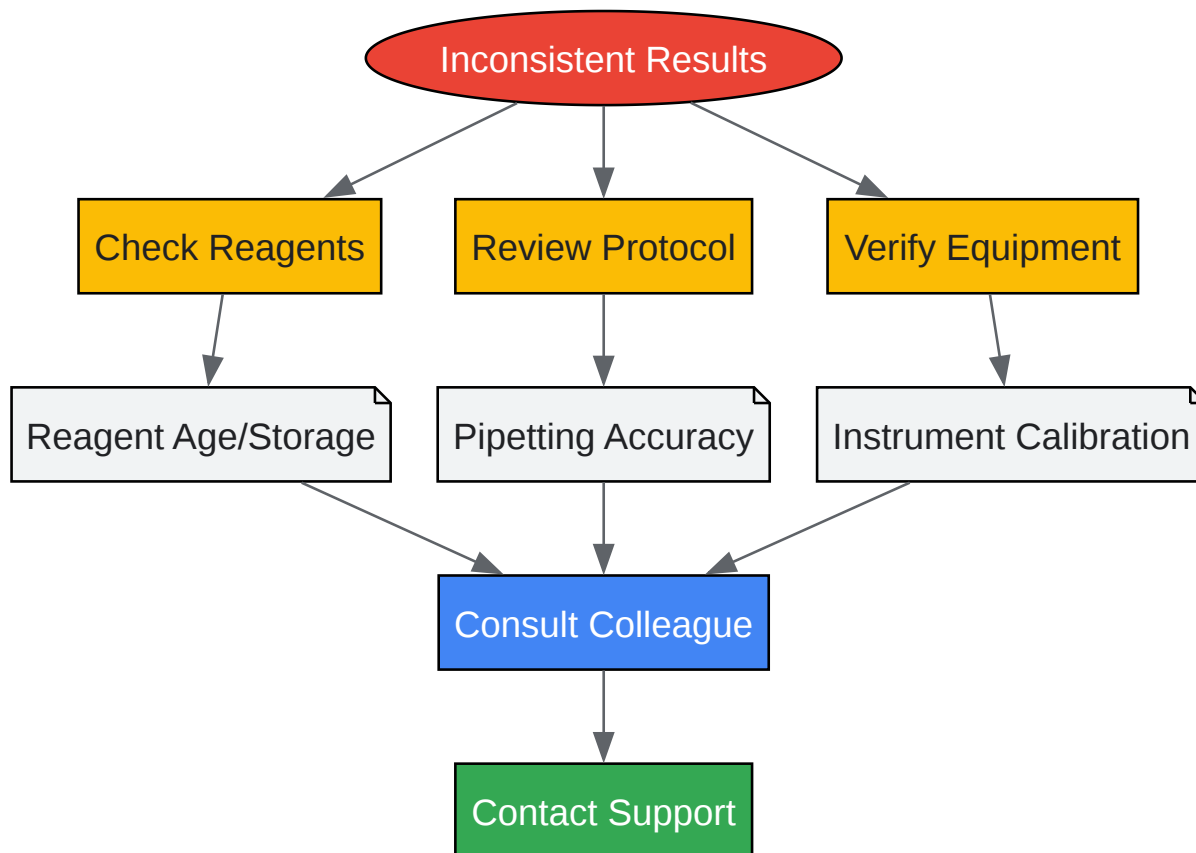 Inconsistent Results
Check Reagents
Review Protocol
Verify Equipment
Reagent Age/Storage
Pipetting Accuracy
Instrument Calibration
Consult Colleague
Contact Support